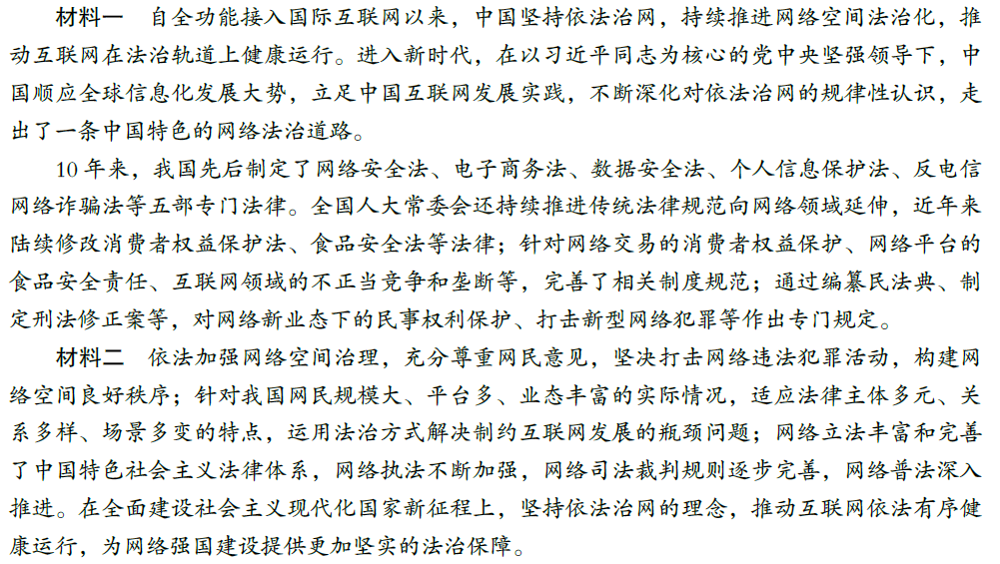 材料一 自全功能接入国际互联网以来，中国坚持依法治网，持续推进网络空间法治化，推
动互联网在法治轨道上健康运行。进入新时代，在以习近平同志为核心的党中央坚强领导下，中
国顺应全球信息化发展大势，立足中国互联网发展实践，不断深化对依法治网的规律性认识，走
出了一条中国特色的网络法治道路。
10 年来，我国先后制定了网络安全法、电子商务法、数据安全法、个人信息保护法、反电信
网络诈骗法等五部专门法律。全国人大常委会还持续推进传统法律规范向网络领域延伸，近年来
陆续修改消费者权益保护法、食品安全法等法律；针对网络交易的消费者权益保护、网络平台的
食品安全责任、互联网领域的不正当竞争和垄断等，完善了相关制度规范；通过编纂民法典、制
定刑法修正案等，对网络新业态下的民事权利保护、打击新型网络犯罪等作出专门规定。
材料二 依法加强网络空间治理，充分尊重网民意见，坚决打击网络违法犯罪活动，构建网
络空间良好秩序；针对我国网民规模大、平台多、业态丰富的实际情况，适应法律主体多元、关
系多样、场景多变的特点，运用法治方式解决制约互联网发展的瓶颈问题；网络立法丰富和完善
了中国特色社会主义法律体系，网络执法不断加强，网络司法裁判规则逐步完善，网络普法深入
推进。在全面建设社会主义现代化国家新征程上，坚持依法治网的理念，推动互联网依法有序健
康运行，为网络强国建设提供更加坚实的法治保障。